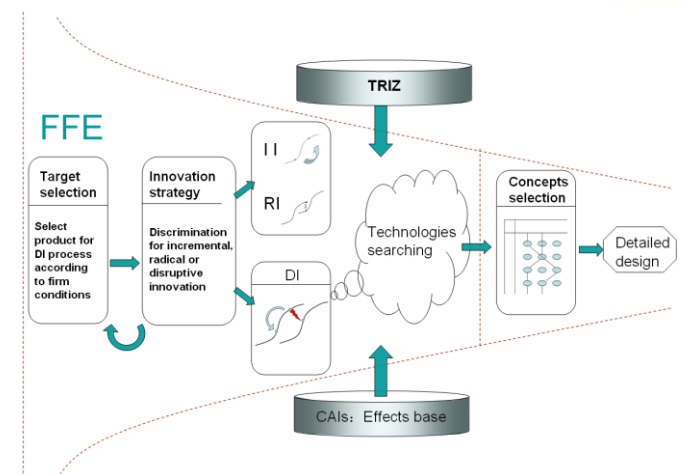 TRIZ
FFE
Target
selection
Select
product for
DI process
according
to firm
conditions
Innovation
strategy
Discrimination
for incremental,
radical or
disruptive
innovation
I I
RI
DI
Technologies
searching
Concepts
selection
Detailed
design
CAIs：Effects base